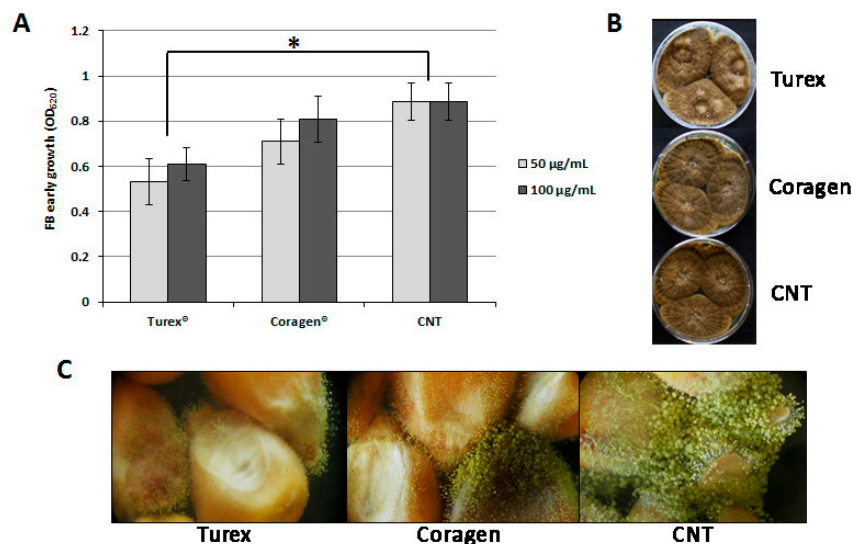 A
FB early growth (OD620)
1.2
1
0.8
0.6
0.4
0.2
0
*
Turex®
Coragen®
CNT
50 µg/mL
100 µg/mL
B
Turex
Coragen
CNT
C
Turex
Coragen
CNT